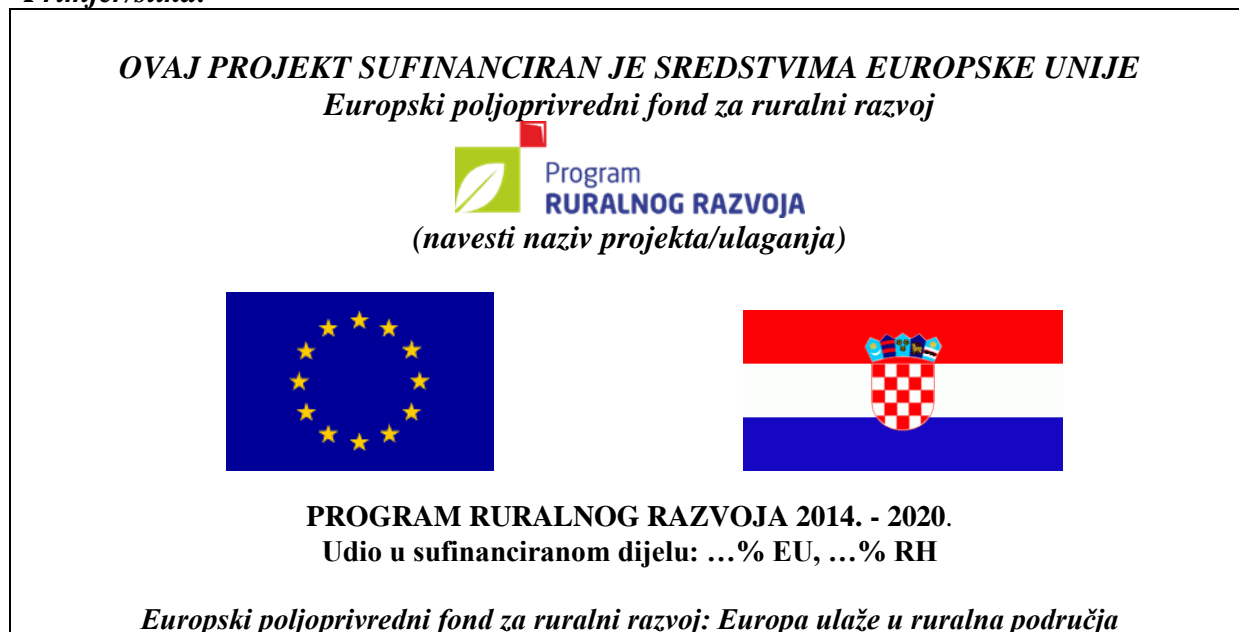 OVAJ PROJEKT SUFINANCIRAN JE SREDSTVIMA EUROPSKE UNIJE
Europski poljoprivredni fond za ruralni razvoj
Program
RURALNOG RAZVOJA
(navesti naziv projekta/ulaganja)
PROGRAM RURALNOG RAZVOJA 2014. - 2020.
Udio u sufinanciranom dijelu: …% EU, …% RH
Europski poljoprivredni fond za ruralni razvoj: Europa ulaže u ruralna područja